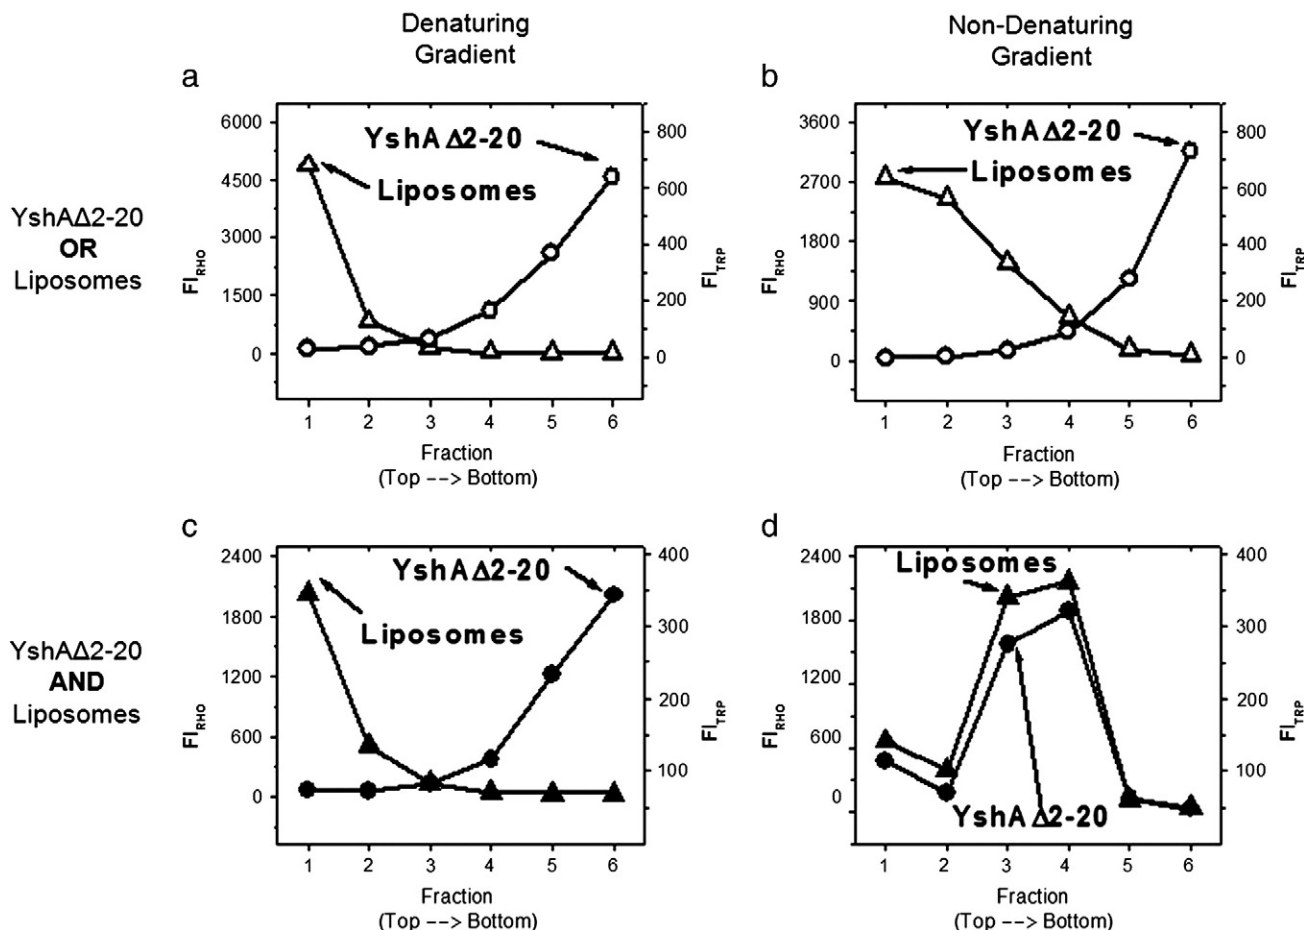 Denaturing
Gradient
Non-Denaturing
Gradient
a
6000
4500
3000
1500
0
FI_RHO
800
600
400
200
0
FI_TRP
YshAΔ2-20
Liposomes
1 2 3 4 5 6
Fraction
(Top --> Bottom)
b
3600
2700
1800
900
0
FI_RHO
800
600
400
200
0
FI_TRP
YshAΔ2-20
Liposomes
1 2 3 4 5 6
Fraction
(Top --> Bottom)
YshAΔ2-20
OR
Liposomes
c
2400
1800
1200
600
0
FI_RHO
400
300
200
100
FI_TRP
YshAΔ2-20
Liposomes
1 2 3 4 5 6
Fraction
(Top --> Bottom)
d
2400
1800
1200
600
0
FI_RHO
400
300
200
100
FI_TRP
Liposomes
YshAΔ2-20
1 2 3 4 5 6
Fraction
(Top --> Bottom)
YshAΔ2-20
AND
Liposomes